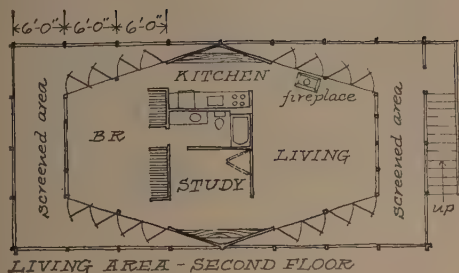 6'-0" 6'-0" 6'-0"
KITCHEN
fireplace
screened area
BR
LIVING
screened area
STUDY
up
LIVING AREA - SECOND FLOOR